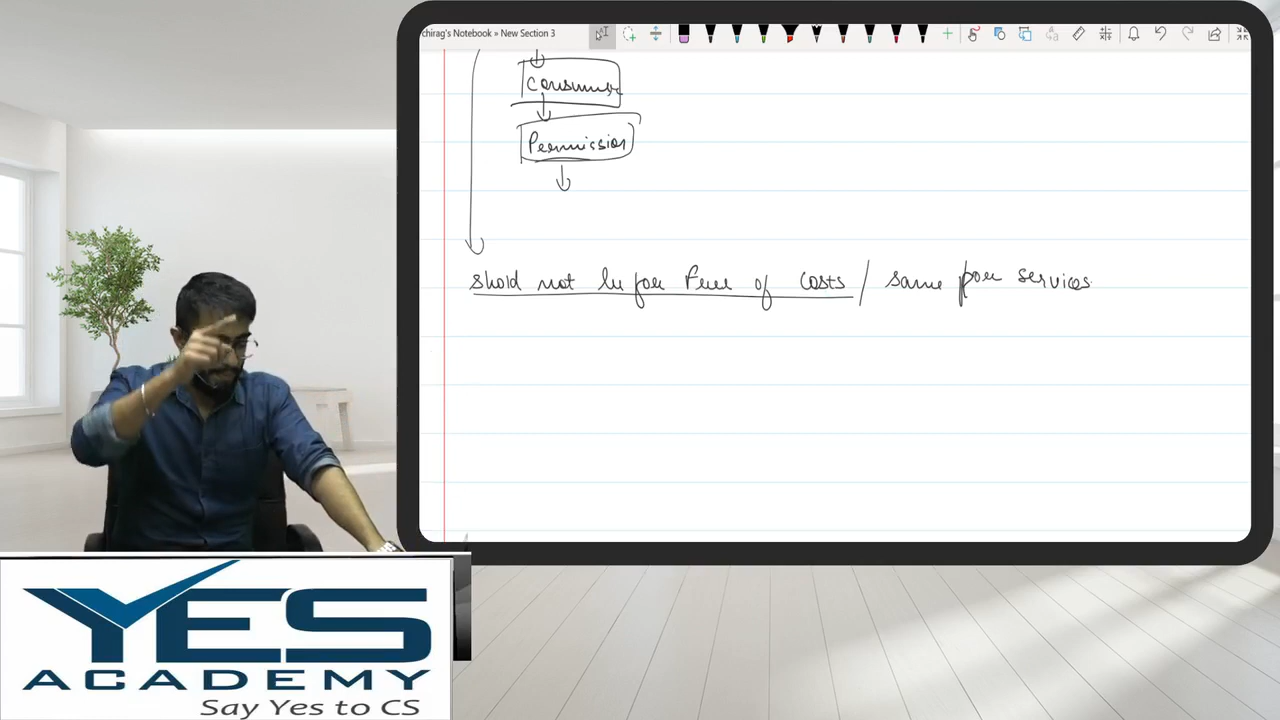 chirag's Notebook » New Section 3
Consumer
Permission
shold not be for Free of costs / same for services
YES
ACADEMY
Say Yes to CS